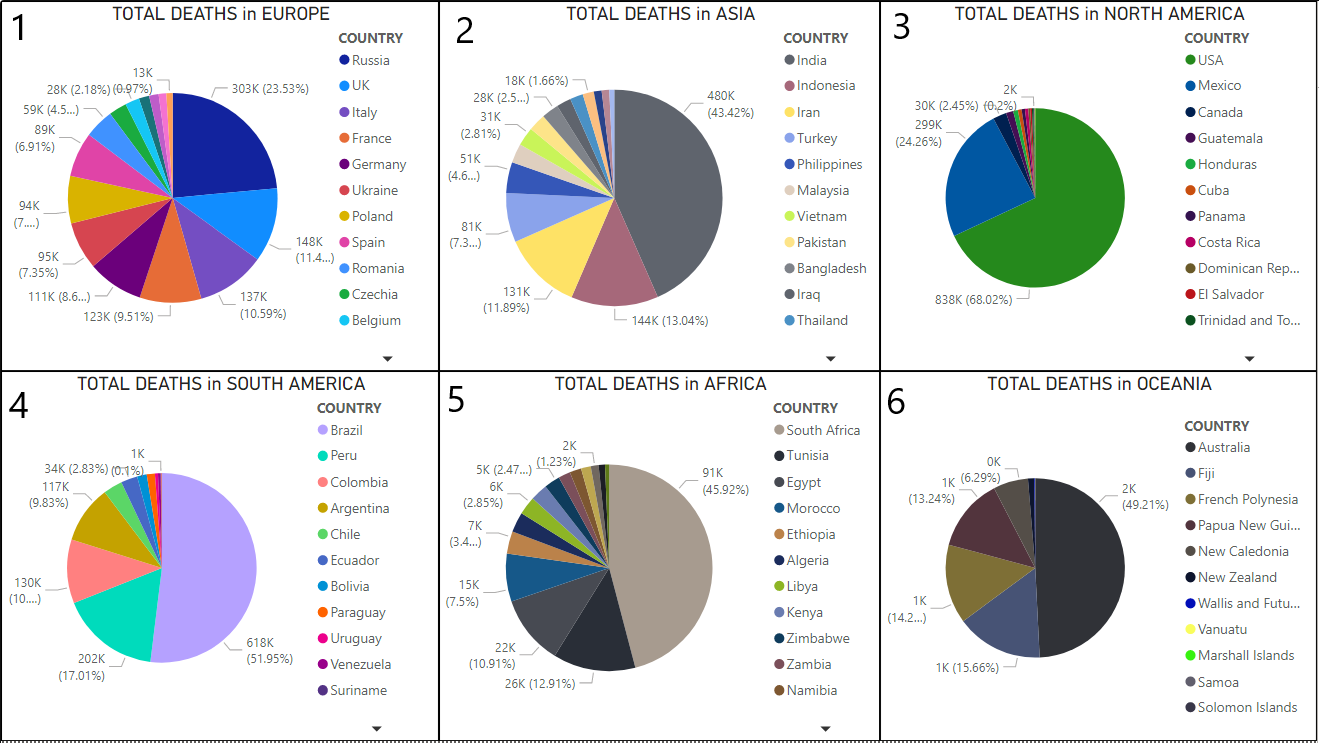 1
TOTAL DEATHS in EUROPE
13K
28K (2.18%)
(0.97%)
59K (4.5...)
89K
(6.91%)
94K
(7....)
95K
(7.35%)
111K (8.6...)
123K (9.51%)
137K
(10.59%)
148K
(11.4...)
303K (23.53%)
COUNTRY
Russia
UK
Italy
France
Germany
Ukraine
Poland
Spain
Romania
Czechia
Belgium
2
TOTAL DEATHS in ASIA
18K (1.66%)
28K (2.5...)
31K
(2.81%)
51K
(4.6...)
81K
(7.3...)
131K
(11.89%)
144K (13.04%)
480K
(43.42%)
COUNTRY
India
Indonesia
Iran
Turkey
Philippines
Malaysia
Vietnam
Pakistan
Bangladesh
Iraq
Thailand
3
TOTAL DEATHS in NORTH AMERICA
2K
30K (2.45%)
(0.2%)
299K
(24.26%)
838K (68.02%)
COUNTRY
USA
Mexico
Canada
Guatemala
Honduras
Cuba
Panama
Costa Rica
Dominican Rep...
El Salvador
Trinidad and To...
4
TOTAL DEATHS in SOUTH AMERICA
1K
34K (2.83%)
(0.1%)
117K
(9.83%)
130K
(10....)
202K
(17.01%)
618K
(51.95%)
COUNTRY
Brazil
Peru
Colombia
Argentina
Chile
Ecuador
Bolivia
Paraguay
Uruguay
Venezuela
Suriname
5
TOTAL DEATHS in AFRICA
2K
(1.23%)
5K (2.47...)
6K
(2.85%)
7K
(3.4...)
15K
(7.5%)
22K
(10.91%)
26K (12.91%)
91K
(45.92%)
COUNTRY
South Africa
Tunisia
Egypt
Morocco
Ethiopia
Algeria
Libya
Kenya
Zimbabwe
Zambia
Namibia
6
TOTAL DEATHS in OCEANIA
0K
(6.29%)
1K
(13.24%)
1K
(14.2...)
1K (15.66%)
2K
(49.21%)
COUNTRY
Australia
Fiji
French Polynesia
Papua New Gui...
New Caledonia
New Zealand
Wallis and Futu...
Vanuatu
Marshall Islands
Samoa
Solomon Islands